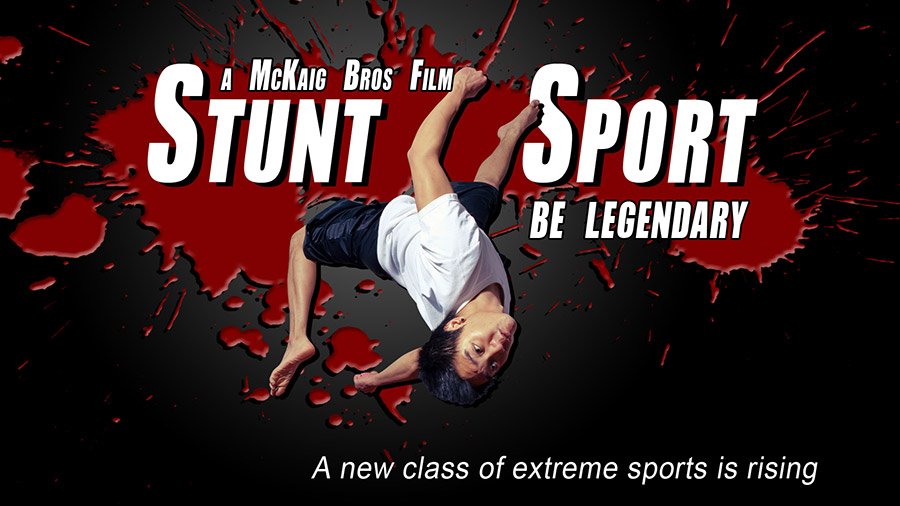 A McKaig Bros Film
Stunt Sport
BE LEGENDARY
A new class of extreme sports is rising